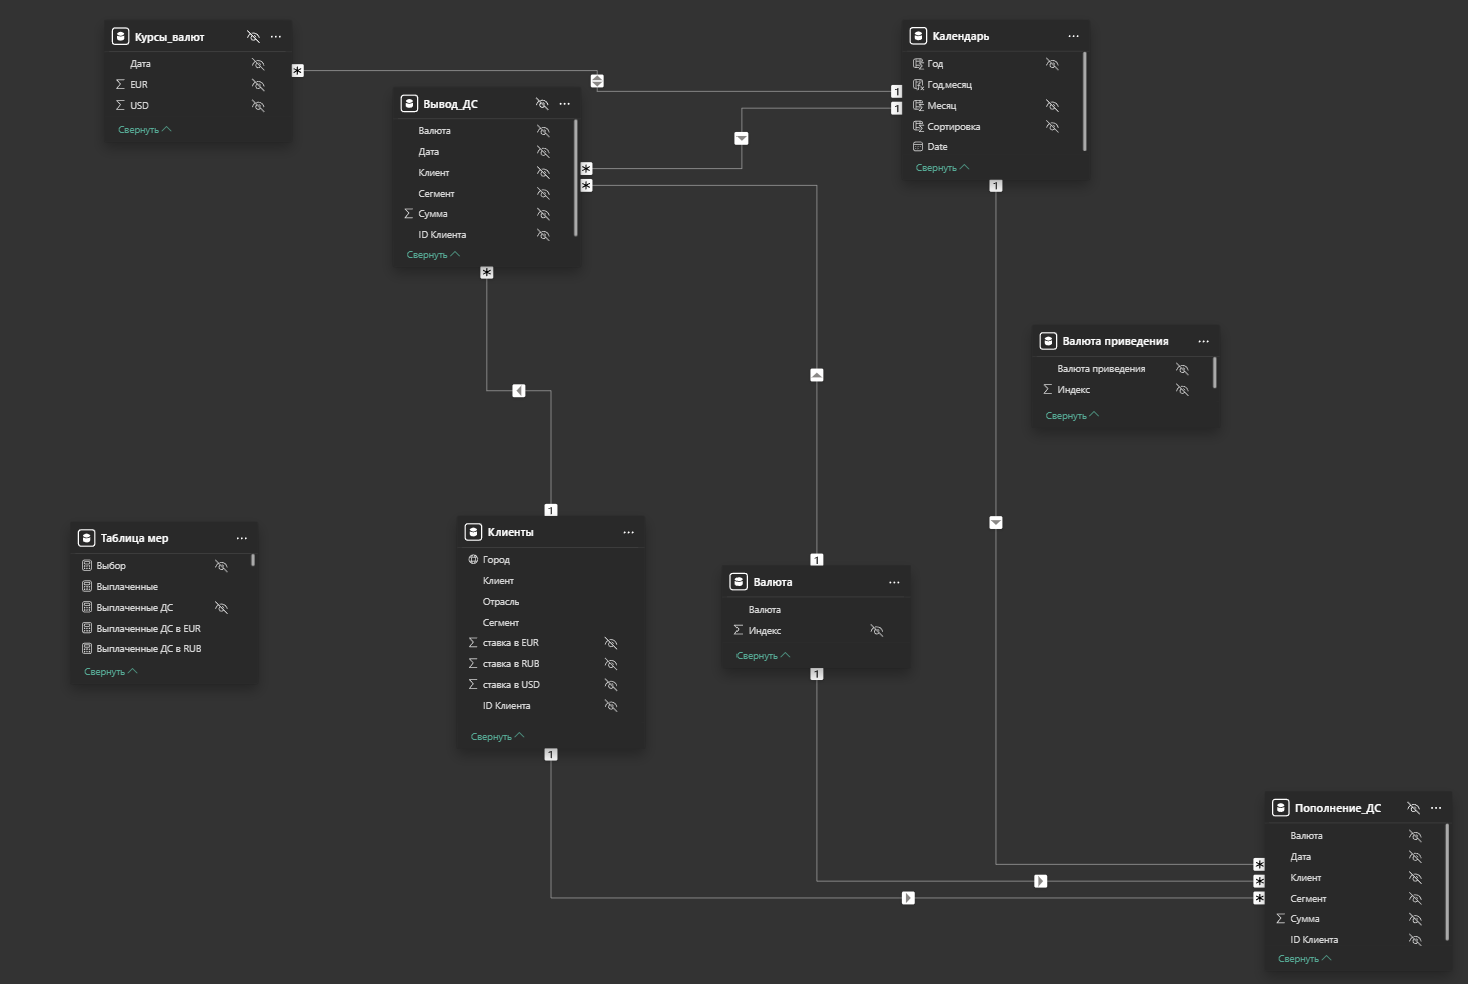 Курсы_валют
Дата
EUR
USD
Свернуть
*
Вывод_ДС
Валюта
Дата
Клиент
Сегмент
Сумма
ID Клиента
Свернуть
*
*
*
Календарь
Год
Год,месяц
Месяц
Сортировка
Date
Свернуть
1
1
1
Валюта приведения
Валюта приведения
Индекс
Свернуть
Таблица мер
Выбор
Выплаченные
Выплаченные ДС
Выплаченные ДС в EUR
Выплаченные ДС в RUB
Свернуть
1
Клиенты
Город
Клиент
Отрасль
Сегмент
ставка в EUR
ставка в RUB
ставка в USD
ID Клиента
Свернуть
1
1
Валюта
Валюта
Индекс
Свернуть
1
Пополнение_ДС
Валюта
Дата
Клиент
Сегмент
Сумма
ID Клиента
Свернуть
*
*
*